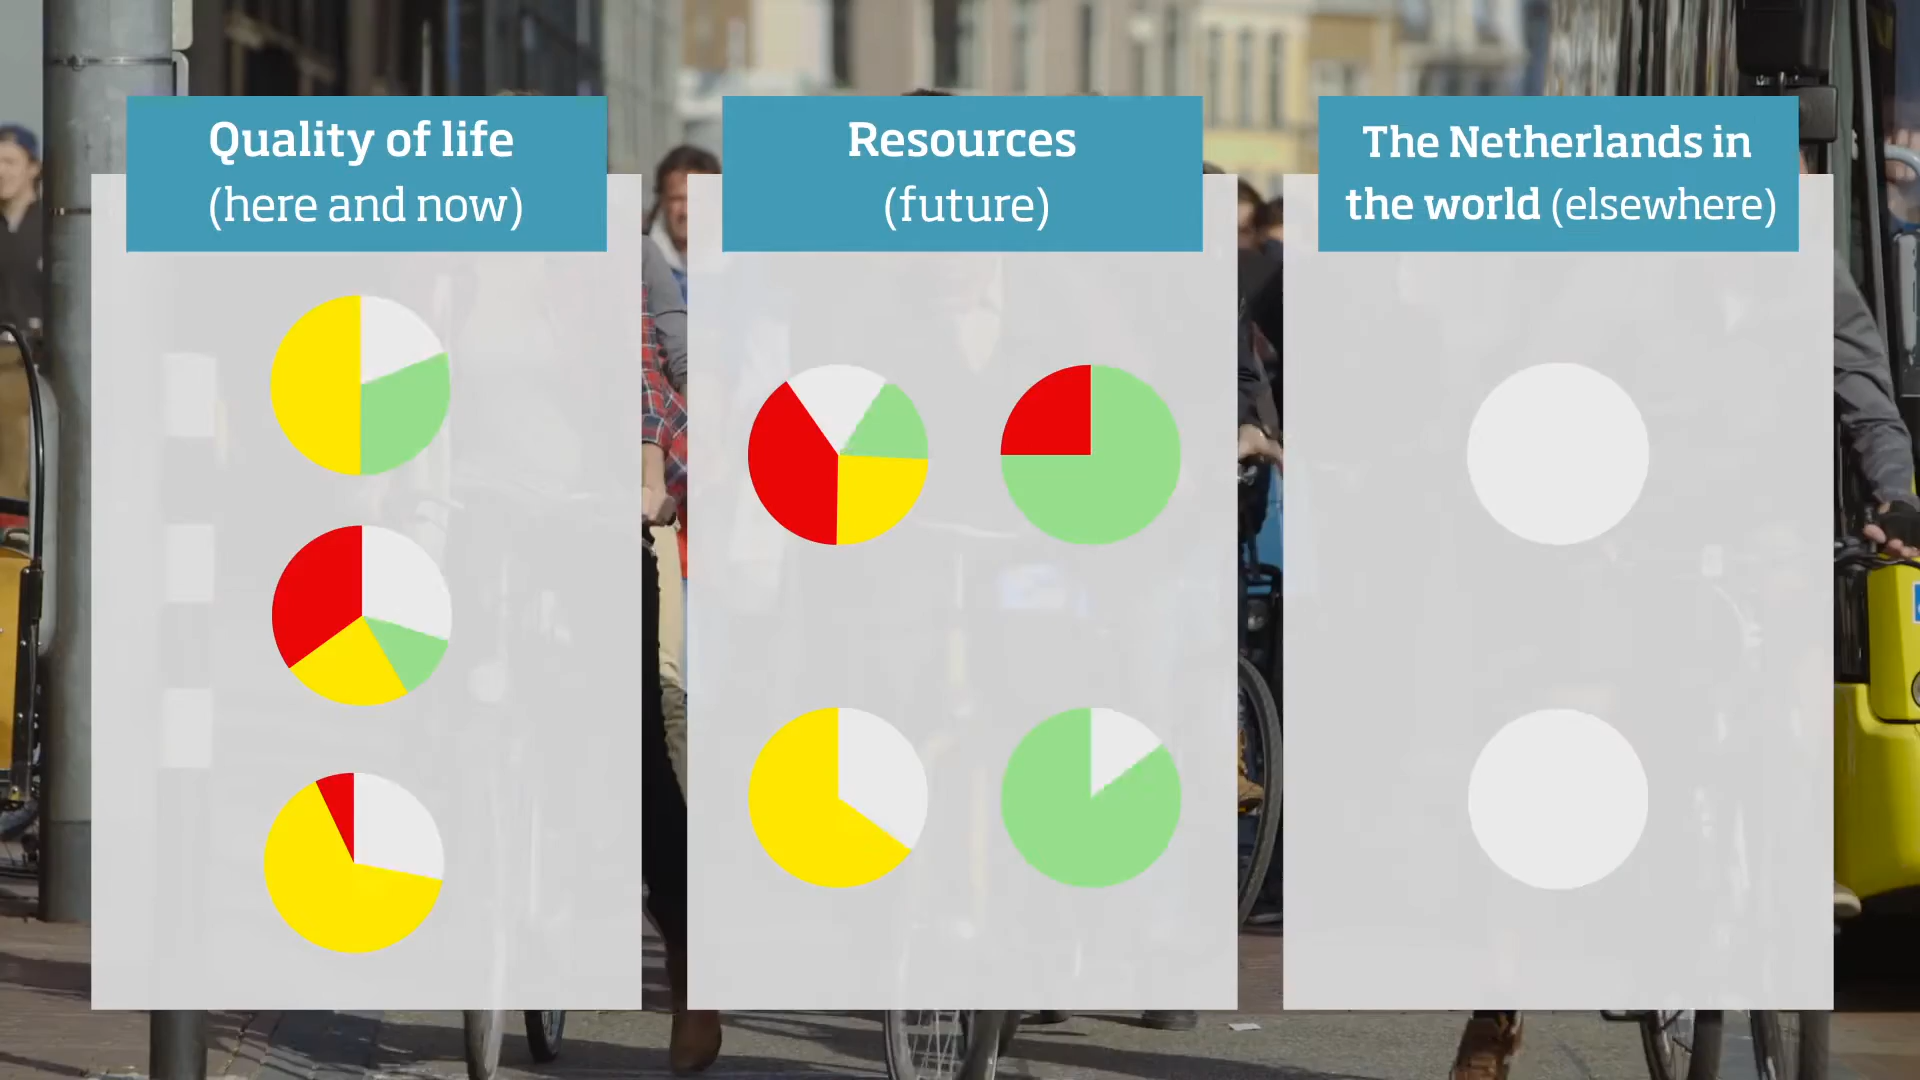 Quality of life
(here and now)
Resources
(future)
The Netherlands in
the world (elsewhere)